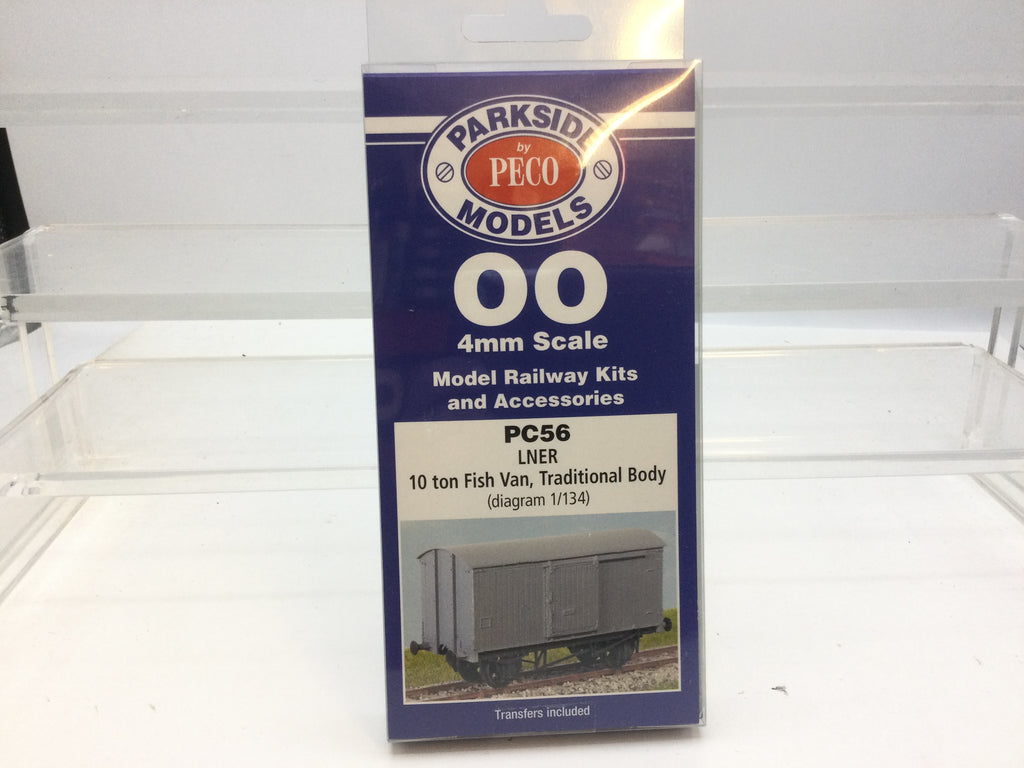 PARKSIDE
by
PECO
MODELS
OO
4mm Scale
Model Railway Kits
and Accessories
PC56
LNER
10 ton Fish Van, Traditional Body
(diagram 1/134)
Transfers included